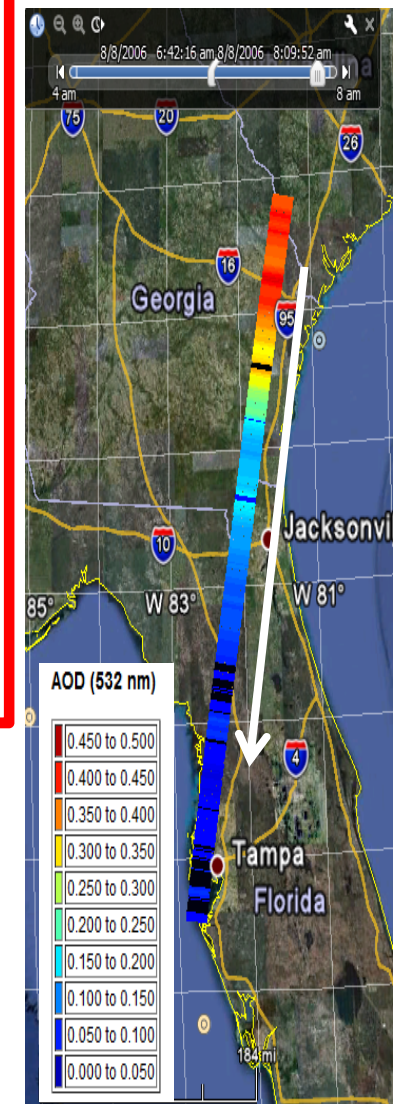 8/8/2006 6:42:16 am 8/8/2006 8:09:52 am
4 am 8 am
75
20
26
16
Georgia
95
10
Jacksonvil
85°
W 83°
W 81°
AOD (532 nm)
0.450 to 0.500
0.400 to 0.450
0.350 to 0.400
0.300 to 0.350
0.250 to 0.300
0.200 to 0.250
0.150 to 0.200
0.100 to 0.150
0.050 to 0.100
0.000 to 0.050
4
Tampa
Florida
184 mi